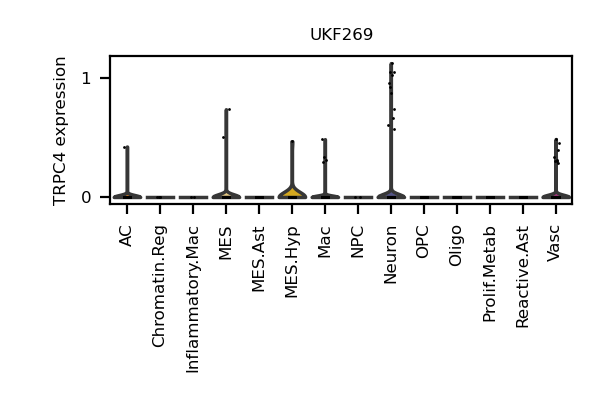 UKF269
TRPC4 expression
1
0
AC
Chromatin.Reg
Inflammatory.Mac
MES
MES.Ast
MES.Hyp
Mac
NPC
Neuron
OPC
Oligo
Prolif.Metab
Reactive.Ast
Vasc